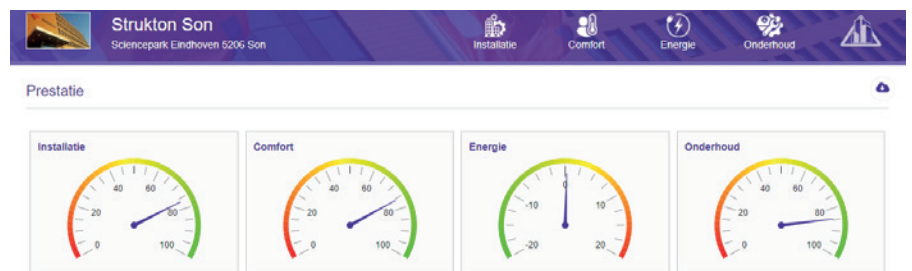 Strukton Son
Sciencepark Eindhoven 5206 Son
Installatie Comfort Energie Onderhoud
Prestatie
Installatie
0 20 40 60 80 100
Comfort
0 20 40 60 80 100
Energie
-20 -10 0 10 20
Onderhoud
0 20 40 60 80 100